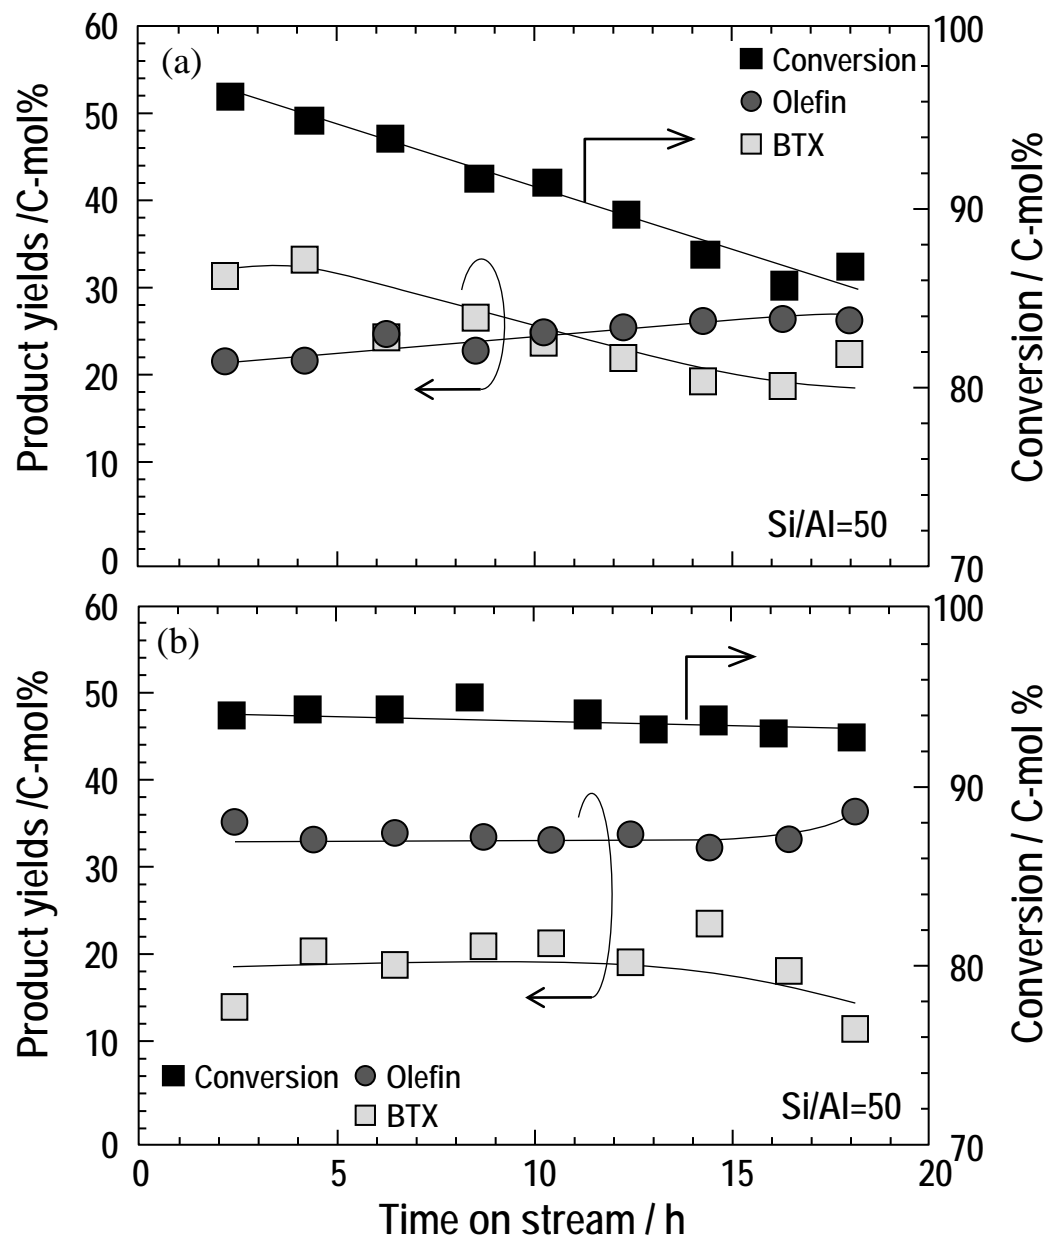 60
50
40
30
20
10
0
Product yields /C-mol%
(a)
Conversion
Olefin
BTX
Si/Al=50
100
90
80
70
Conversion / C-mol%
60
50
40
30
20
10
0
Product yields /C-mol%
(b)
Conversion
Olefin
BTX
Si/Al=50
100
90
80
70
Conversion / C-mol %
0 5 10 15 20
Time on stream / h